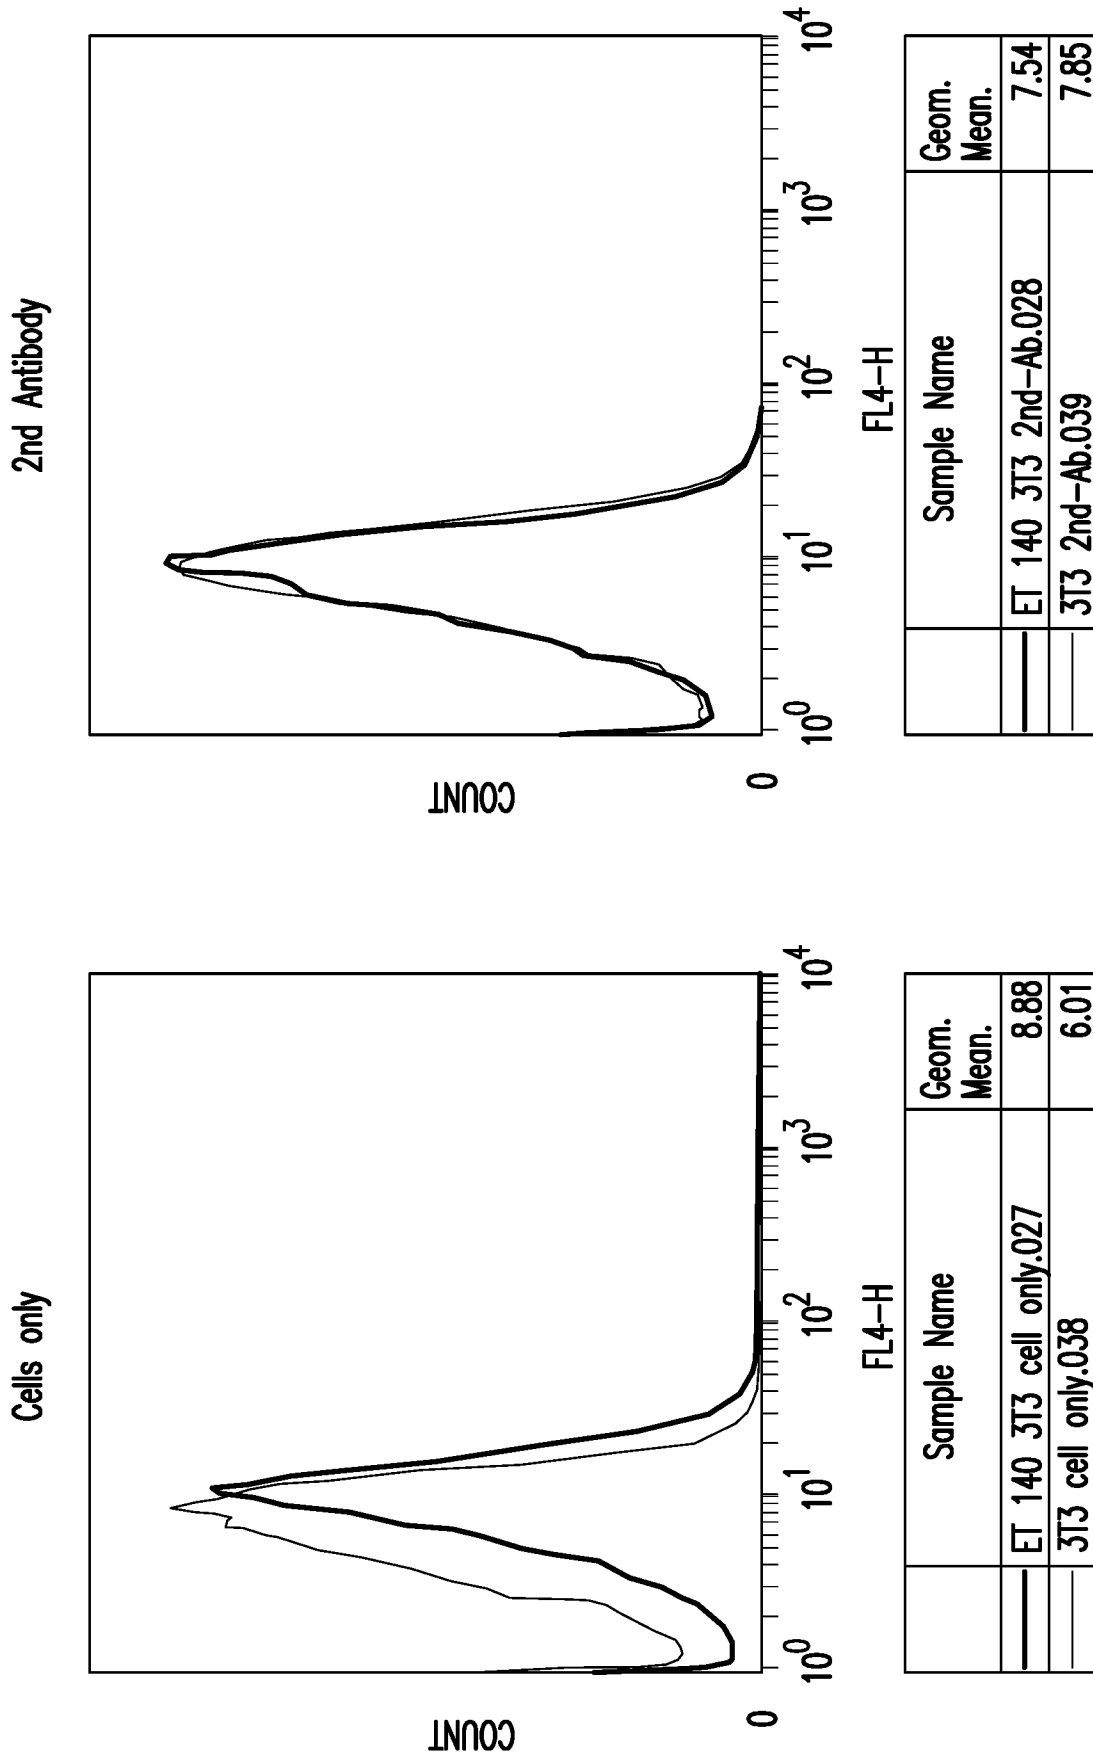 Cells only
COUNT
0
10^0 10^1 10^2 10^3 10^4
FL4-H
Sample Name Geom. Mean.
ET 140 3T3 cell only.027 8.88
3T3 cell only.038 6.01
2nd Antibody
COUNT
0
10^0 10^1 10^2 10^3 10^4
FL4-H
Sample Name Geom. Mean.
ET 140 3T3 2nd-Ab.028 7.54
3T3 2nd-Ab.039 7.85